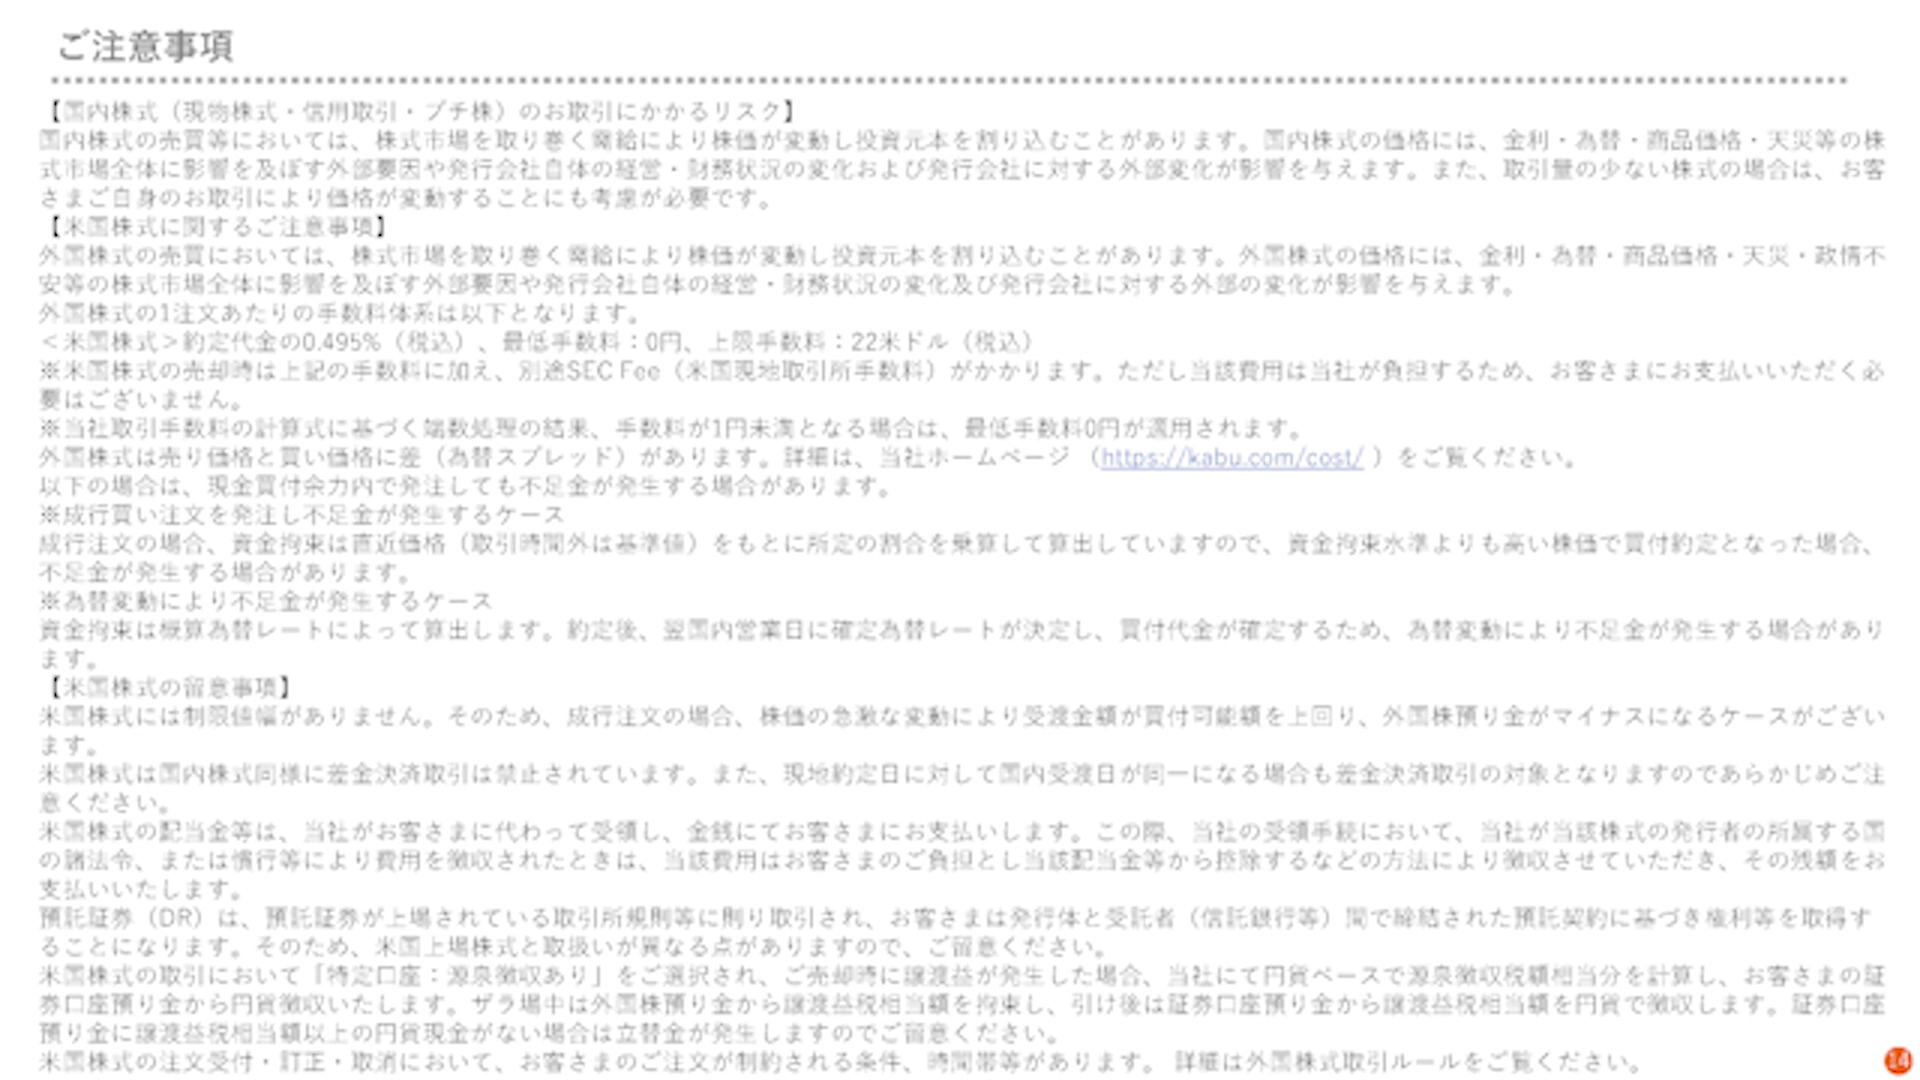 ご注意事項
【国内株式（現物株式・信用取引・プチ株）のお取引にかかるリスク】
国内株式の売買等においては、株式市場を取り巻く需給により株価が変動し投資元本を割り込むことがあります。国内株式の価格には、金利・為替・商品価格・天災等の株
式市場全体に影響を及ぼす外部要因や発行会社自体の経営・財務状況の変化および発行会社に対する外部変化が影響を与えます。また、取引量の少ない株式の場合は、お客
さまご自身のお取引により価格が変動することにも考慮が必要です。
【米国株式に関するご注意事項】
外国株式の売買においては、株式市場を取り巻く需給により株価が変動し投資元本を割り込むことがあります。外国株式の価格には、金利・為替・商品価格・天災・政情不
安等の株式市場全体に影響を及ぼす外部要因や発行会社自体の経営・財務状況の変化及び発行会社に対する外部の変化が影響を与えます。
外国株式の1注文あたりの手数料体系は以下となります。
＜米国株式＞約定代金の0.495%（税込）、最低手数料：0円、上限手数料：22米ドル（税込）
※米国株式の売却時は上記の手数料に加え、別途SEC Fee（米国現地取引所手数料）がかかります。ただし当該費用は当社が負担するため、お客さまにお支払いいただく必
要はございません。
※当社取引手数料の計算式に基づく端数処理の結果、手数料が1円未満となる場合は、最低手数料0円が適用されます。
外国株式は売り価格と買い価格に差（為替スプレッド）があります。詳細は、当社ホームページ （https://kabu.com/cost/ ）をご覧ください。
以下の場合は、現金買付余力内で発注しても不足金が発生する場合があります。
※成行買い注文を発注し不足金が発生するケース
成行注文の場合、資金拘束は直近価格（取引時間外は基準値）をもとに所定の割合を乗算して算出していますので、資金拘束水準よりも高い株価で買付約定となった場合、
不足金が発生する場合があります。
※為替変動により不足金が発生するケース
資金拘束は概算為替レートによって算出します。約定後、翌国内営業日に確定為替レートが決定し、買付代金が確定するため、為替変動により不足金が発生する場合があり
ます。
【米国株式の留意事項】
米国株式には制限値幅がありません。そのため、成行注文の場合、株価の急激な変動により受渡金額が買付可能額を上回り、外国株預り金がマイナスになるケースがござい
ます。
米国株式は国内株式同様に差金決済取引は禁止されています。また、現地約定日に対して国内受渡日が同一になる場合も差金決済取引の対象となりますのであらかじめご注
意ください。
米国株式の配当金等は、当社がお客さまに代わって受領し、金銭にてお客さまにお支払いします。この際、当社の受領手続において、当社が当該株式の発行者の所属する国
の諸法令、または慣行等により費用を徴収されたときは、当該費用はお客さまのご負担とし当該配当金等から控除するなどの方法により徴収させていただき、その残額をお
支払いいたします。
預託証券（DR）は、預託証券が上場されている取引所規則等に則り取引され、お客さまは発行体と受託者（信託銀行等）間で締結された預託契約に基づき権利等を取得す
ることになります。そのため、米国上場株式と取扱いが異なる点がありますので、ご留意ください。
米国株式の取引において「特定口座：源泉徴収あり」をご選択され、ご売却時に譲渡益が発生した場合、当社にて円貨ベースで源泉徴収税額相当分を計算し、お客さまの証
券口座預り金から円貨徴収いたします。ザラ場中は外国株預り金から譲渡益税相当額を拘束し、引け後は証券口座預り金から譲渡益税相当額を円貨で徴収します。証券口座
預り金に譲渡益税相当額以上の円貨現金がない場合は立替金が発生しますのでご留意ください。
米国株式の注文受付・訂正・取消において、お客さまのご注文が制約される条件、時間帯等があります。 詳細は外国株式取引ルールをご覧ください。
14